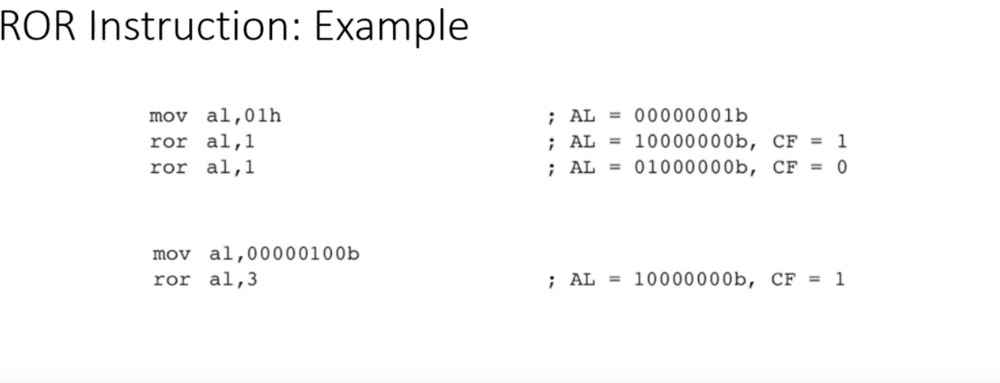 ROR Instruction: Example
mov al,01h ; AL = 00000001b
ror al,1 ; AL = 10000000b, CF = 1
ror al,1 ; AL = 01000000b, CF = 0
mov al,00000100b
ror al,3 ; AL = 10000000b, CF = 1